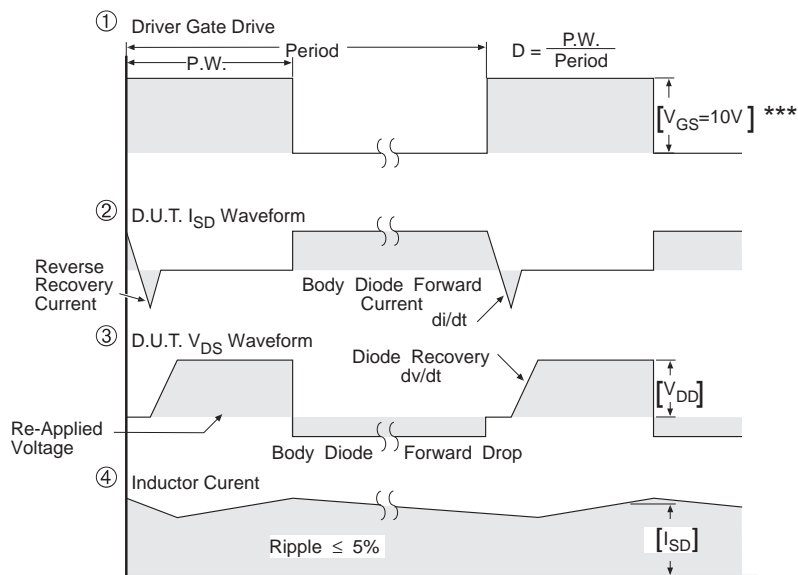 ① Driver Gate Drive
Period
P.W.
D = P.W.
Period
[VGS=10V] ***
② D.U.T. ISD Waveform
Reverse
Recovery
Current
Body Diode Forward
Current
di/dt
③ D.U.T. VDS Waveform
Diode Recovery
dv/dt
[VDD]
Re-Applied
Voltage
Body Diode Forward Drop
④ Inductor Curent
Ripple ≤ 5%
[ISD]